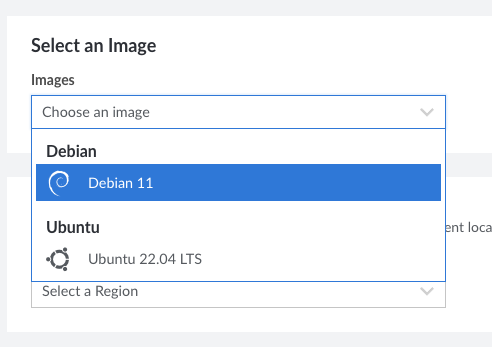 Select an Image
Images
Choose an image
Debian
Debian 11
Ubuntu
ent loca
Ubuntu 22.04 LTS
Select a Region